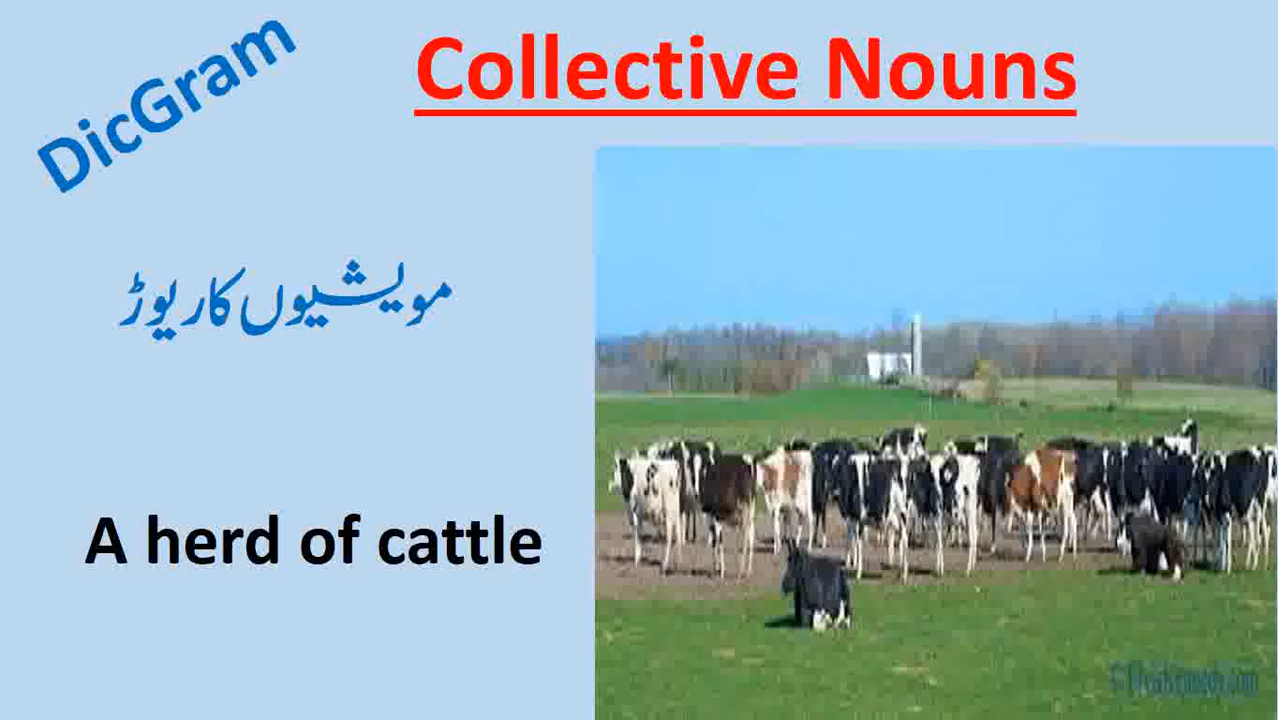 DicGram
Collective Nouns
مویشیوں کا ریوڑ
A herd of cattle